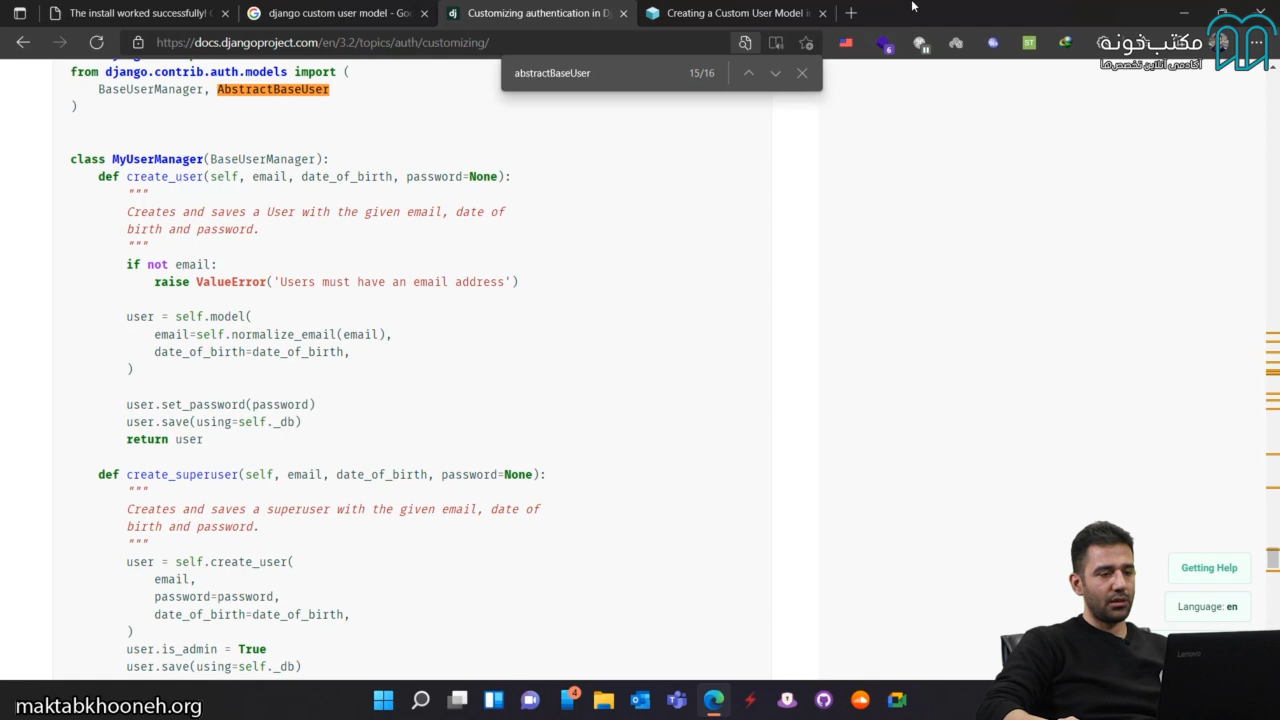 The install worked successfully! C
django custom user model - Goo
Customizing authentication in Dj
Creating a Custom User Model in
https://docs.djangoproject.com/en/3.2/topics/auth/customizing/
6
ST
مکتب‌خونه
آکادمی آنلاین تخصص‌ها
abstractBaseUser 15/16
from django.contrib.auth.models import (
BaseUserManager, AbstractBaseUser
)
class MyUserManager(BaseUserManager):
def create_user(self, email, date_of_birth, password=None):
"""
Creates and saves a User with the given email, date of
birth and password.
"""
if not email:
raise ValueError('Users must have an email address')
user = self.model(
email=self.normalize_email(email),
date_of_birth=date_of_birth,
)
user.set_password(password)
user.save(using=self._db)
return user
def create_superuser(self, email, date_of_birth, password=None):
"""
Creates and saves a superuser with the given email, date of
birth and password.
"""
user = self.create_user(
email,
password=password,
date_of_birth=date_of_birth,
)
user.is_admin = True
user.save(using=self._db)
Getting Help
Language: en
Lenovo
4
maktabkhooneh.org